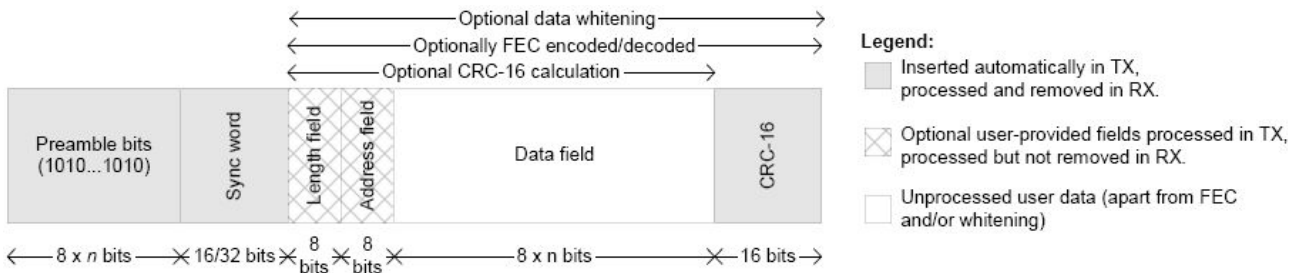 Optional data whitening
Optionally FEC encoded/decoded
Optional CRC-16 calculation
Preamble bits
(1010...1010)
Sync word
Length field
Address field
Data field
CRC-16
8 x n bits
16/32 bits
8
bits
8
bits
8 x n bits
16 bits
Legend:
Inserted automatically in TX,
processed and removed in RX.
Optional user-provided fields processed in TX,
processed but not removed in RX.
Unprocessed user data (apart from FEC
and/or whitening)